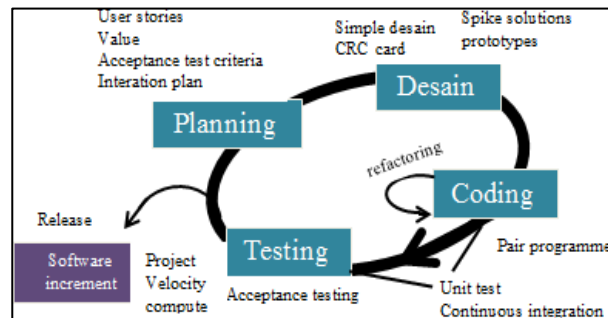 User stories
Value
Acceptance test criteria
Interation plan
Simple desain
CRC card
Spike solutions
prototypes
Planning
Desain
refactoring
Coding
Pair programme
Unit test
Continuous integration
Testing
Acceptance testing
Project
Velocity
compute
Release
Software
increment